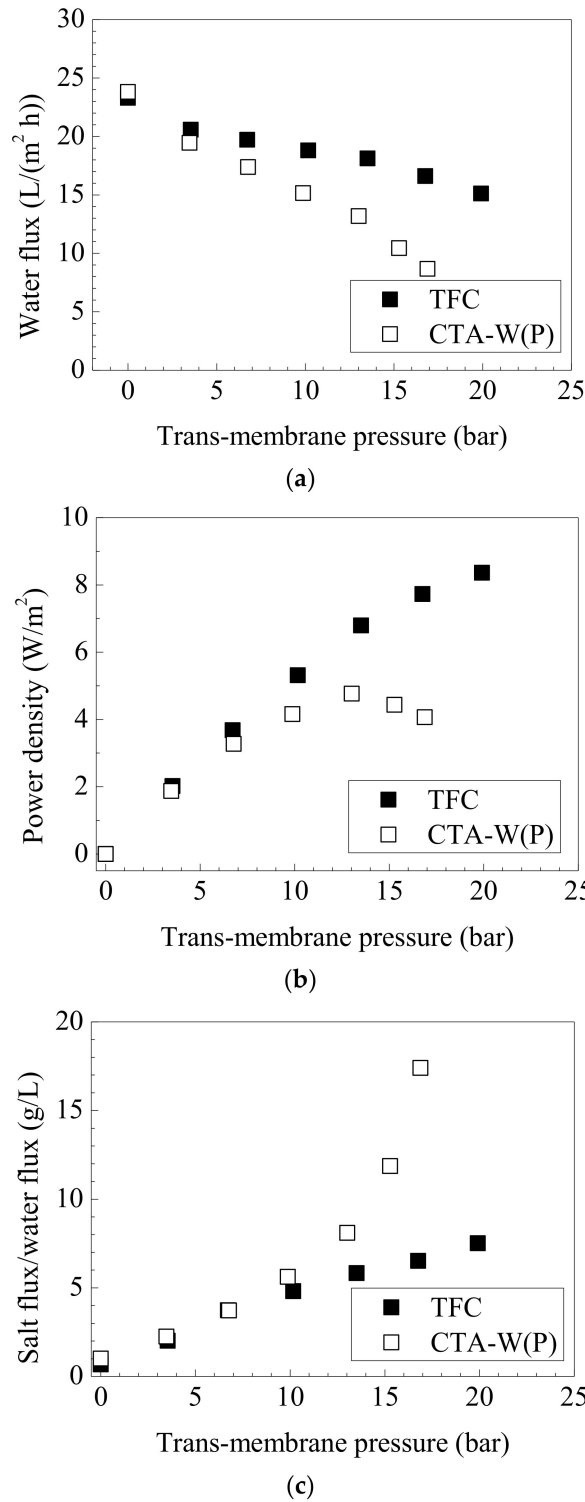 30
25
20
15
10
5
0
0 5 10 15 20 25
Water flux (L/(m² h))
TFC
CTA-W(P)
Trans-membrane pressure (bar)
(a)
10
8
6
4
2
0
0 5 10 15 20 25
Power density (W/m²)
TFC
CTA-W(P)
Trans-membrane pressure (bar)
(b)
20
15
10
5
0
0 5 10 15 20 25
Salt flux/water flux (g/L)
TFC
CTA-W(P)
Trans-membrane pressure (bar)
(c)